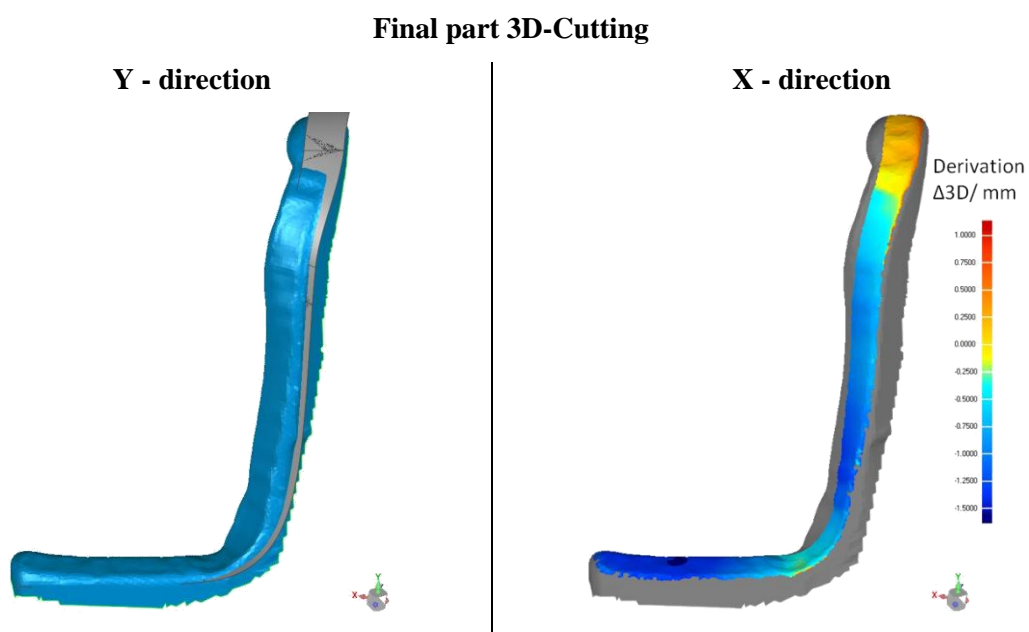 Final part 3D-Cutting
Y - direction
X - direction
Derivation
Δ3D/ mm
1.0000
0.7500
0.5000
0.2500
0.0000
-0.2500
-0.5000
-0.7500
-1.0000
-1.2500
-1.5000
Y
X
Y
X